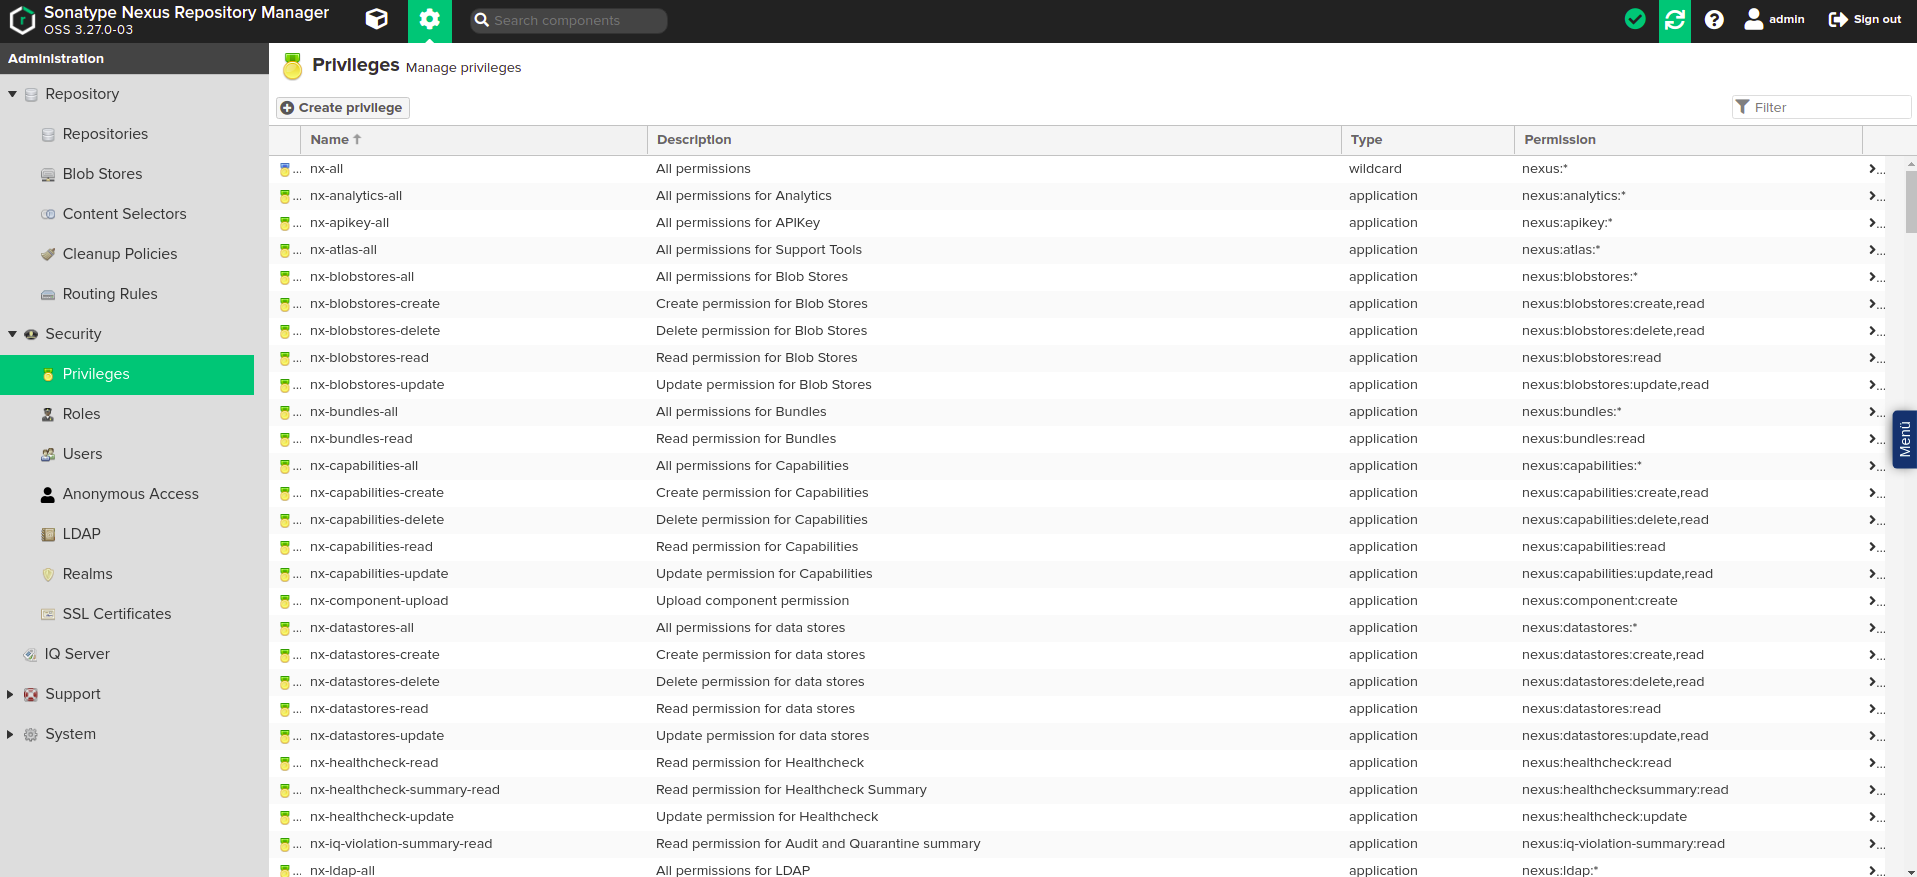 Sonatype Nexus Repository Manager
OSS 3.27.0-03
Search components
admin
Sign out
Administration
Repository
Repositories
Blob Stores
Content Selectors
Cleanup Policies
Routing Rules
Security
Privileges
Roles
Users
Anonymous Access
LDAP
Realms
SSL Certificates
IQ Server
Support
System
Privileges Manage privileges
Create privilege
Filter
Name Description Type Permission
... nx-all All permissions wildcard nexus:* ...
... nx-analytics-all All permissions for Analytics application nexus:analytics:* ...
... nx-apikey-all All permissions for APIKey application nexus:apikey:* ...
... nx-atlas-all All permissions for Support Tools application nexus:atlas:* ...
... nx-blobstores-all All permissions for Blob Stores application nexus:blobstores:* ...
... nx-blobstores-create Create permission for Blob Stores application nexus:blobstores:create,read ...
... nx-blobstores-delete Delete permission for Blob Stores application nexus:blobstores:delete,read ...
... nx-blobstores-read Read permission for Blob Stores application nexus:blobstores:read ...
... nx-blobstores-update Update permission for Blob Stores application nexus:blobstores:update,read ...
... nx-bundles-all All permissions for Bundles application nexus:bundles:* ...
... nx-bundles-read Read permission for Bundles application nexus:bundles:read ...
... nx-capabilities-all All permissions for Capabilities application nexus:capabilities:* ...
... nx-capabilities-create Create permission for Capabilities application nexus:capabilities:create,read ...
... nx-capabilities-delete Delete permission for Capabilities application nexus:capabilities:delete,read ...
... nx-capabilities-read Read permission for Capabilities application nexus:capabilities:read ...
... nx-capabilities-update Update permission for Capabilities application nexus:capabilities:update,read ...
... nx-component-upload Upload component permission application nexus:component:create ...
... nx-datastores-all All permissions for data stores application nexus:datastores:* ...
... nx-datastores-create Create permission for data stores application nexus:datastores:create,read ...
... nx-datastores-delete Delete permission for data stores application nexus:datastores:delete,read ...
... nx-datastores-read Read permission for data stores application nexus:datastores:read ...
... nx-datastores-update Update permission for data stores application nexus:datastores:update,read ...
... nx-healthcheck-read Read permission for Healthcheck application nexus:healthcheck:read ...
... nx-healthcheck-summary-read Read permission for Healthcheck Summary application nexus:healthchecksummary:read ...
... nx-healthcheck-update Update permission for Healthcheck application nexus:healthcheck:update ...
... nx-iq-violation-summary-read Read permission for Audit and Quarantine summary application nexus:iq-violation-summary:read ...
... nx-ldap-all All permissions for LDAP application nexus:ldap:* ...
Menü